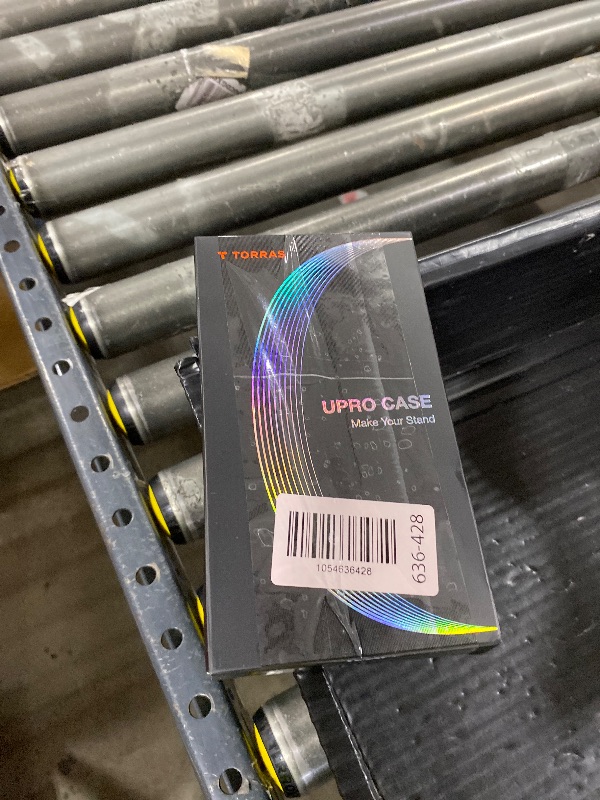 T TORRAS
UPRO CASE
Make Your Stand
1054636428
636-428